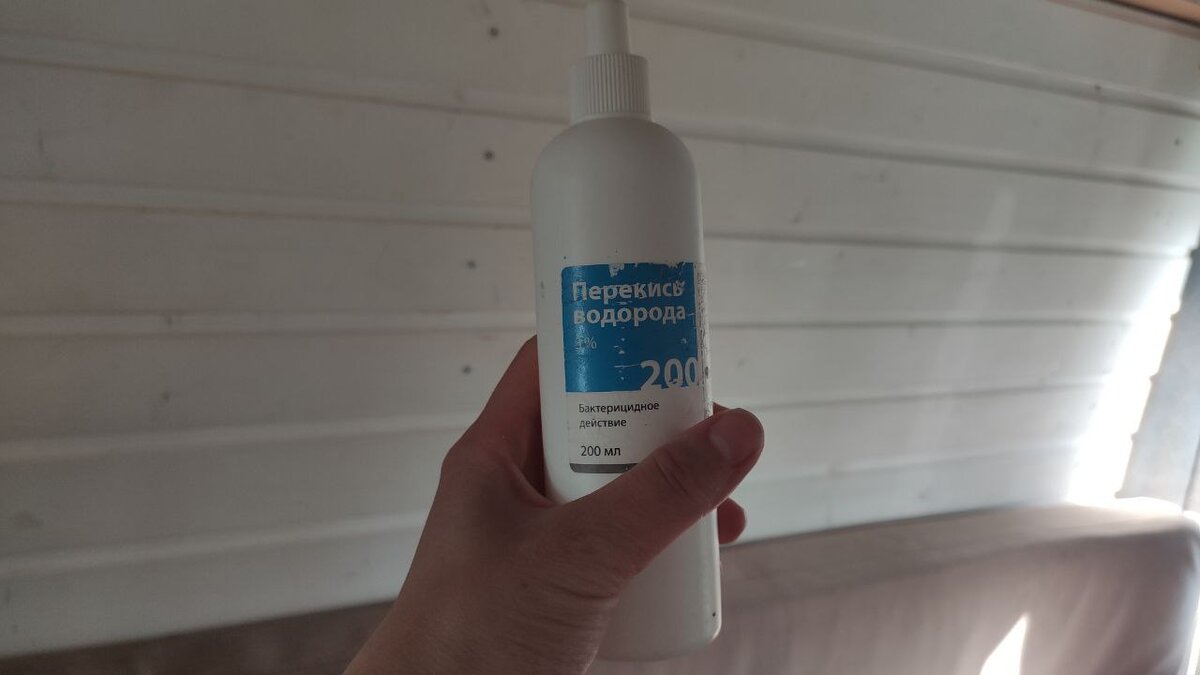 Перекись
водорода
200
Бактерицидное
действие
200 мл